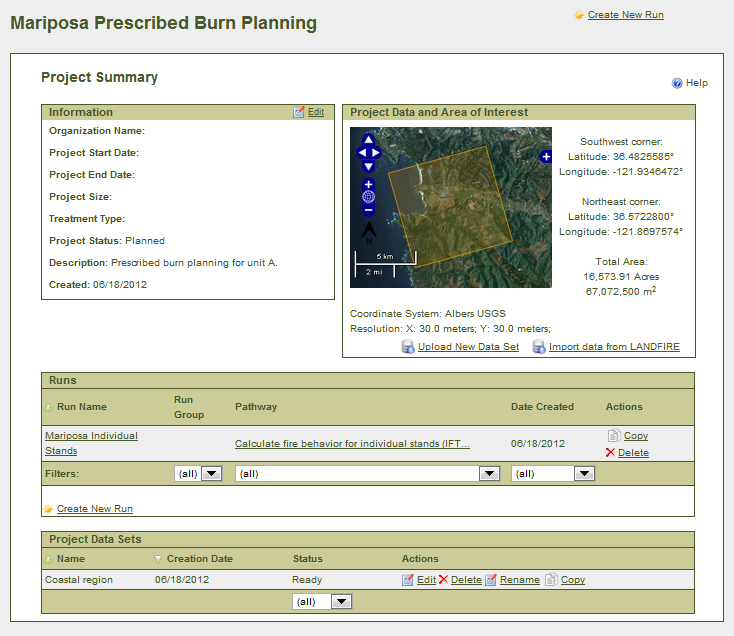 Mariposa Prescribed Burn Planning
Create New Run
Project Summary
Help
Information
Edit
Organization Name:
Project Start Date:
Project End Date:
Project Size:
Treatment Type:
Project Status: Planned
Description: Prescribed burn planning for unit A.
Created: 06/18/2012
Project Data and Area of Interest
N
5 km
2 mi
Southwest corner:
Latitude: 36.4825585°
Longitude: -121.9346472°
Northeast corner:
Latitude: 36.5722800°
Longitude: -121.8697574°
Total Area:
16,573.91 Acres
67,072,500 m²
Coordinate System: Albers USGS
Resolution: X: 30.0 meters; Y: 30.0 meters;
Upload New Data Set
Import data from LANDFIRE
Runs
Run Name
Run
Group
Pathway
Date Created
Actions
Mariposa Individual
Stands
Calculate fire behavior for individual stands (IFT...
06/18/2012
Copy
Delete
Filters:
(all)
(all)
(all)
Create New Run
Project Data Sets
Name
Creation Date
Status
Actions
Coastal region
06/18/2012
Ready
Edit
Delete
Rename
Copy
(all)